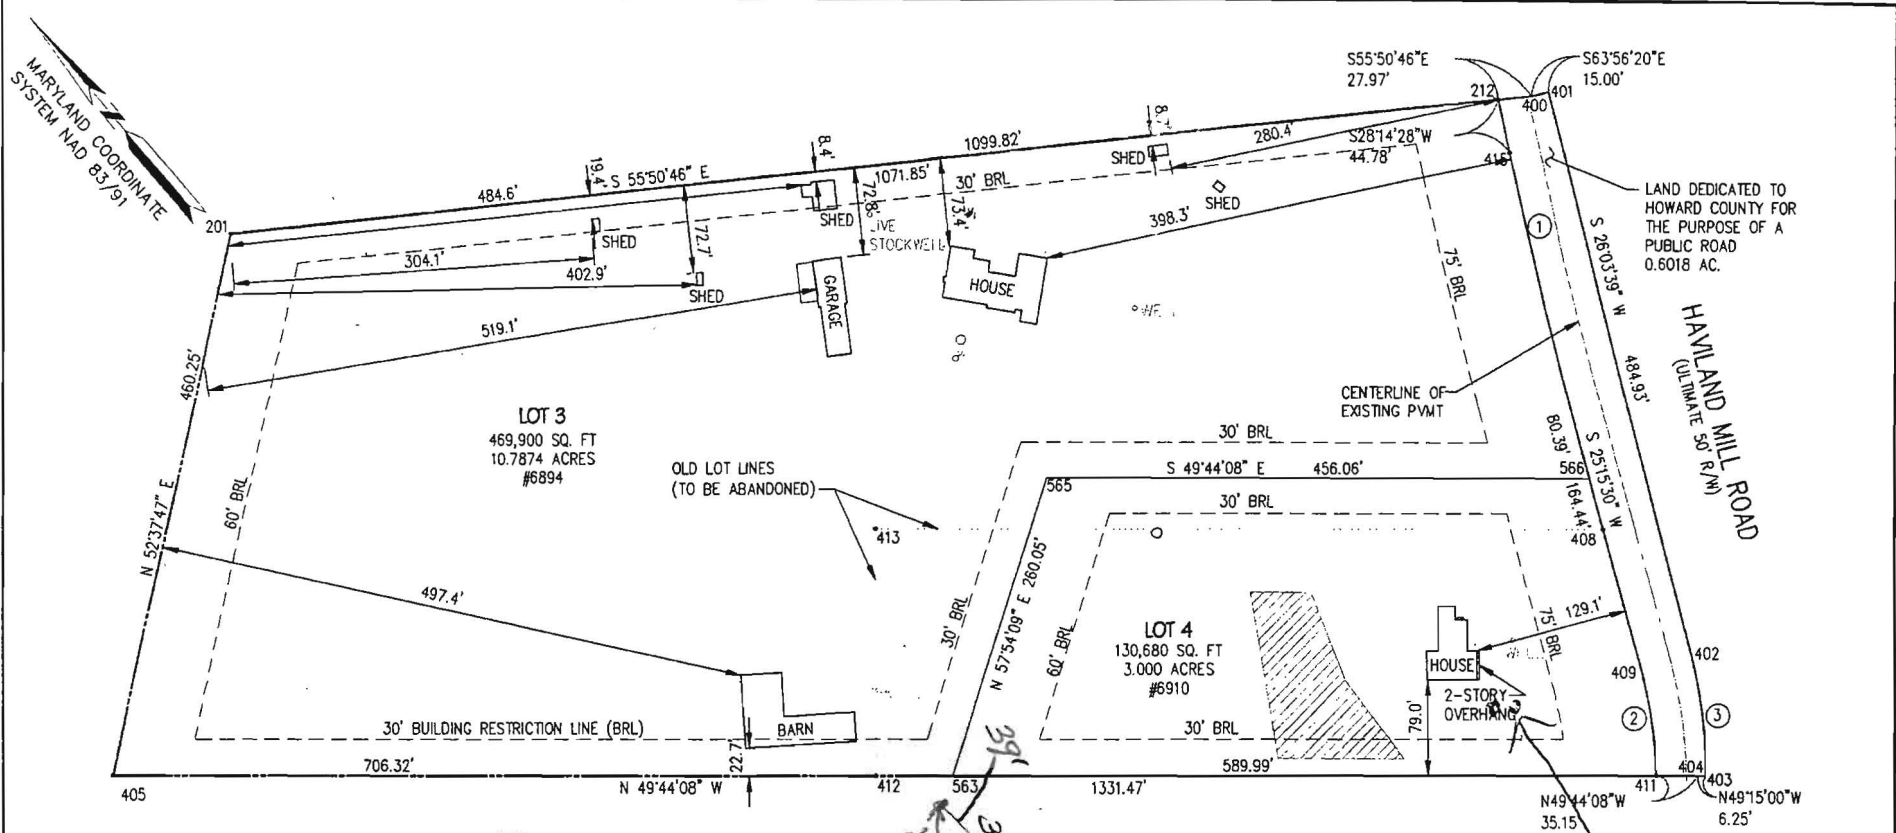 MARYLAND COORDINATE
SYSTEM NAD 83/91
S55°50'46"E
27.97'
S63°56'20"E
15.00'
212
400
401
201
484.6'
19.4'
S 55°50'46" E
8.4'
1099.82'
1071.85'
30' BRL
280.4'
S28°14'28"W
44.78'
415
SHED
SHED
SHED
SHED
SHED
304.1'
402.9'
72.7'
72.8'
LIVE
STOCKWELL
73.4'
398.3'
519.1'
GARAGE
HOUSE
75' BRL
1
LAND DEDICATED TO
HOWARD COUNTY FOR
THE PURPOSE OF A
PUBLIC ROAD
0.6018 AC.
S 26°03'39" W
484.93'
HAVILAND MILL ROAD
(ULTIMATE 50' R/W)
CENTERLINE OF
EXISTING PVMT
460.25'
N 52°37'47" E
60' BRL
LOT 3
469,900 SQ. FT
10.7874 ACRES
#6894
OLD LOT LINES
(TO BE ABANDONED)
413
30' BRL
S 49°44'08" E 456.06'
565
566
80.39'
S 25°15'30" W
164.44'
408
30' BRL
30' BRL
N 57°54'09" E 260.05'
60' BRL
LOT 4
130,680 SQ. FT
3.000 ACRES
#6910
HOUSE
129.1'
75' BRL
2-STORY
OVERHANG
79.0'
409
402
2
3
497.4'
BARN
22.7'
30' BUILDING RESTRICTION LINE (BRL)
30' BRL
405
706.32'
N 49°44'08" W
412
563
39'
3
1331.47'
589.99'
411
404
403
N49°44'08"W
35.15
N49°15'00"W
6.25'